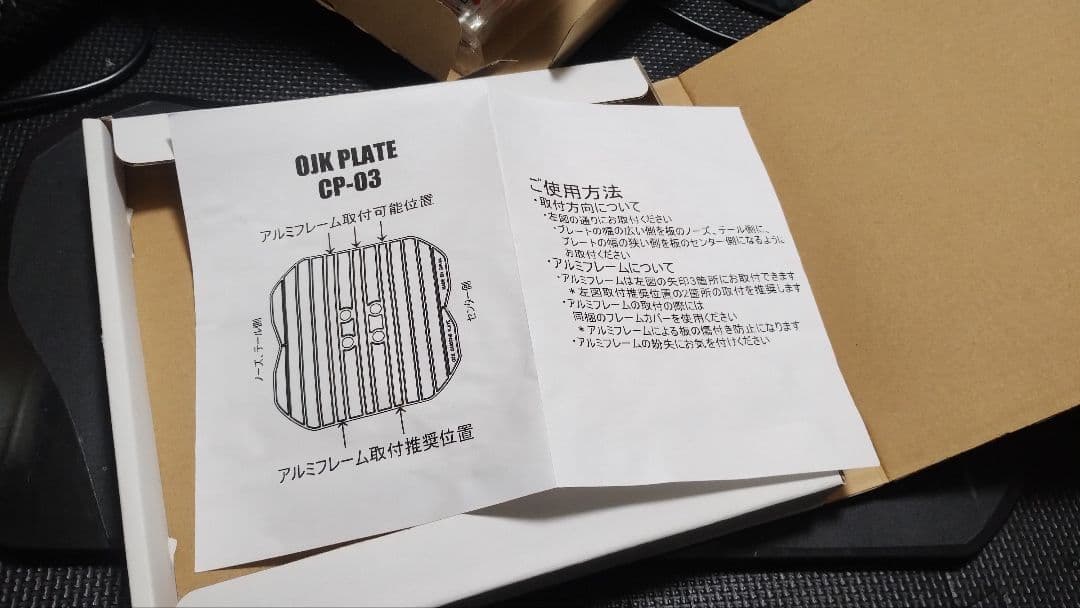 OJK PLATE
CP-03
アルミフレーム取付可能位置
ノーズ、テール側
センター側
アルミフレーム取付推奨位置
ご使用方法
・取付方向について
・左図の通りにお取付ください
・プレートの幅の広い側を板のノーズ、テール側に、
プレートの幅の狭い側を板のセンター側になるように
お取付ください
・アルミフレームについて
・アルミフレームは左図の矢印3箇所にお取付できます
＊左図取付推奨位置の2箇所の取付を推奨します
・アルミフレームの取付の際には
同梱のフレームカバーを使用ください
＊アルミフレームによる板の傷付き防止になります
・アルミフレームの紛失にお気を付けください